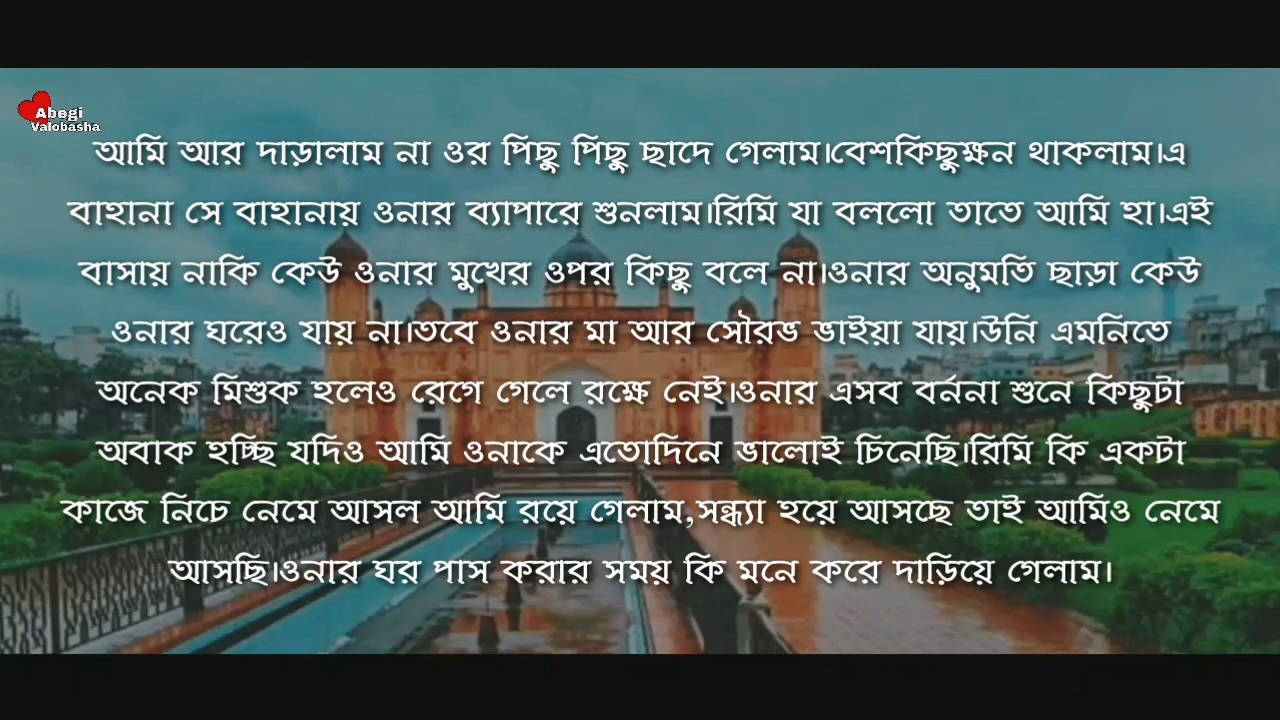 Abegi
Valobasha
আমি আর দাড়ালাম না ওর পিছু পিছু ছাদে গেলাম।বেশকিছুক্ষন থাকলাম।এ
বাহানা সে বাহানায় ওনার ব্যাপারে শুনলাম।রিমি যা বললো তাতে আমি হা।এই
বাসায় নাকি কেউ ওনার মুখের ওপর কিছু বলে না।ওনার অনুমতি ছাড়া কেউ
ওনার ঘরেও যায় না।তবে ওনার মা আর সৌরভ ভাইয়া যায়।উনি এমনিতে
অনেক মিশুক হলেও রেগে গেলে রক্ষে নেই।ওনার এসব বর্ননা শুনে কিছুটা
অবাক হচ্ছি যদিও আমি ওনাকে এতোদিনে ভালোই চিনেছি।রিমি কি একটা
কাজে নিচে নেমে আসল আমি রয়ে গেলাম,সন্ধ্যা হয়ে আসছে তাই আমিও নেমে
আসছি।ওনার ঘর পাস করার সময় কি মনে করে দাড়িয়ে গেলাম।